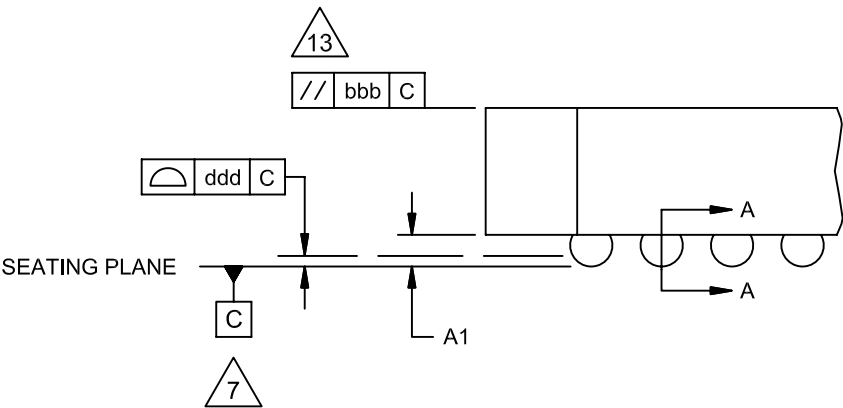 13
// bbb C
ddd C
A
SEATING PLANE
A
C
A1
7